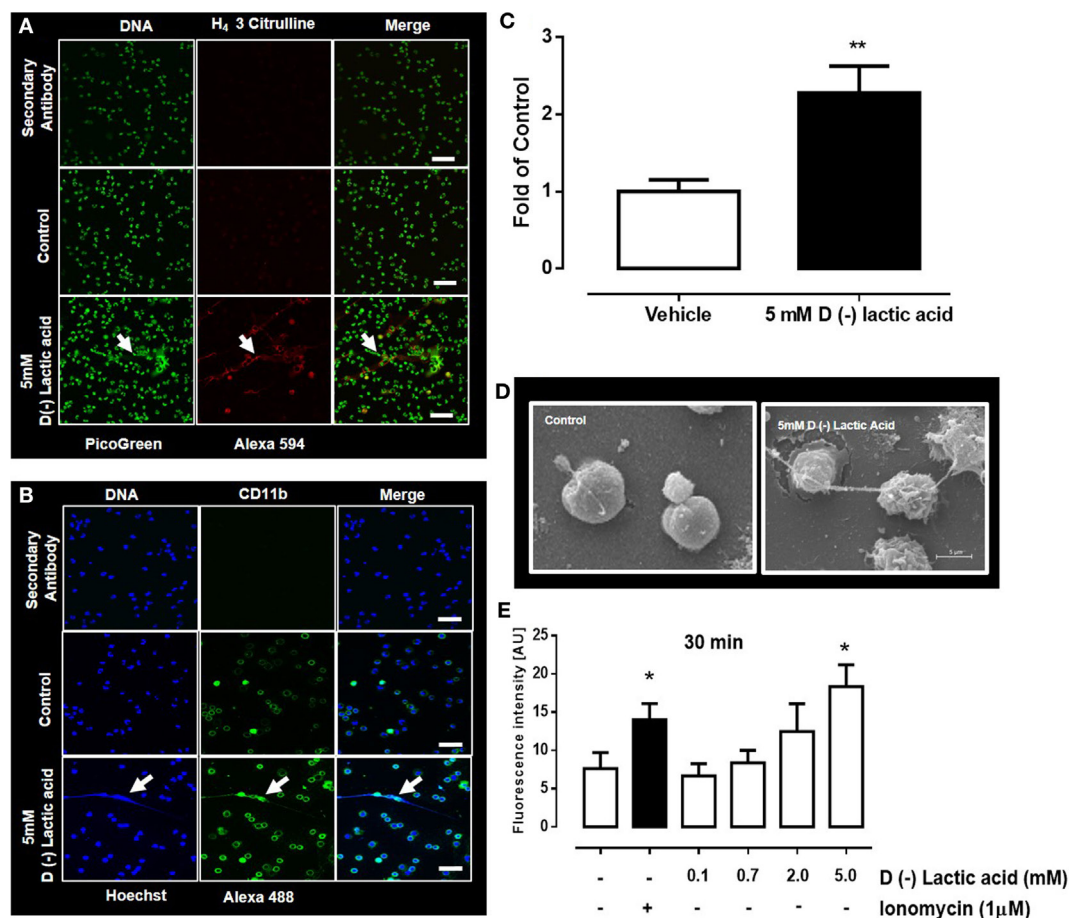 A
DNA
H4 3 Citrulline
Merge
Secondary
Antibody
Control
5mM
D(-) Lactic acid
PicoGreen
Alexa 594
B
DNA
CD11b
Merge
Secondary
Antibody
Control
5mM
D (-) Lactic acid
Hoechst
Alexa 488
C
Fold of Control
3
2
1
0
**
Vehicle
5 mM D (-) lactic acid
D
Control
5mM D (-) Lactic Acid
5 µm
E
30 min
Fluorescence intensity [AU]
25
20
15
10
5
0
*
*
- - 0.1 0.7 2.0 5.0 D (-) Lactic acid (mM)
- + - - - - Ionomycin (1µM)